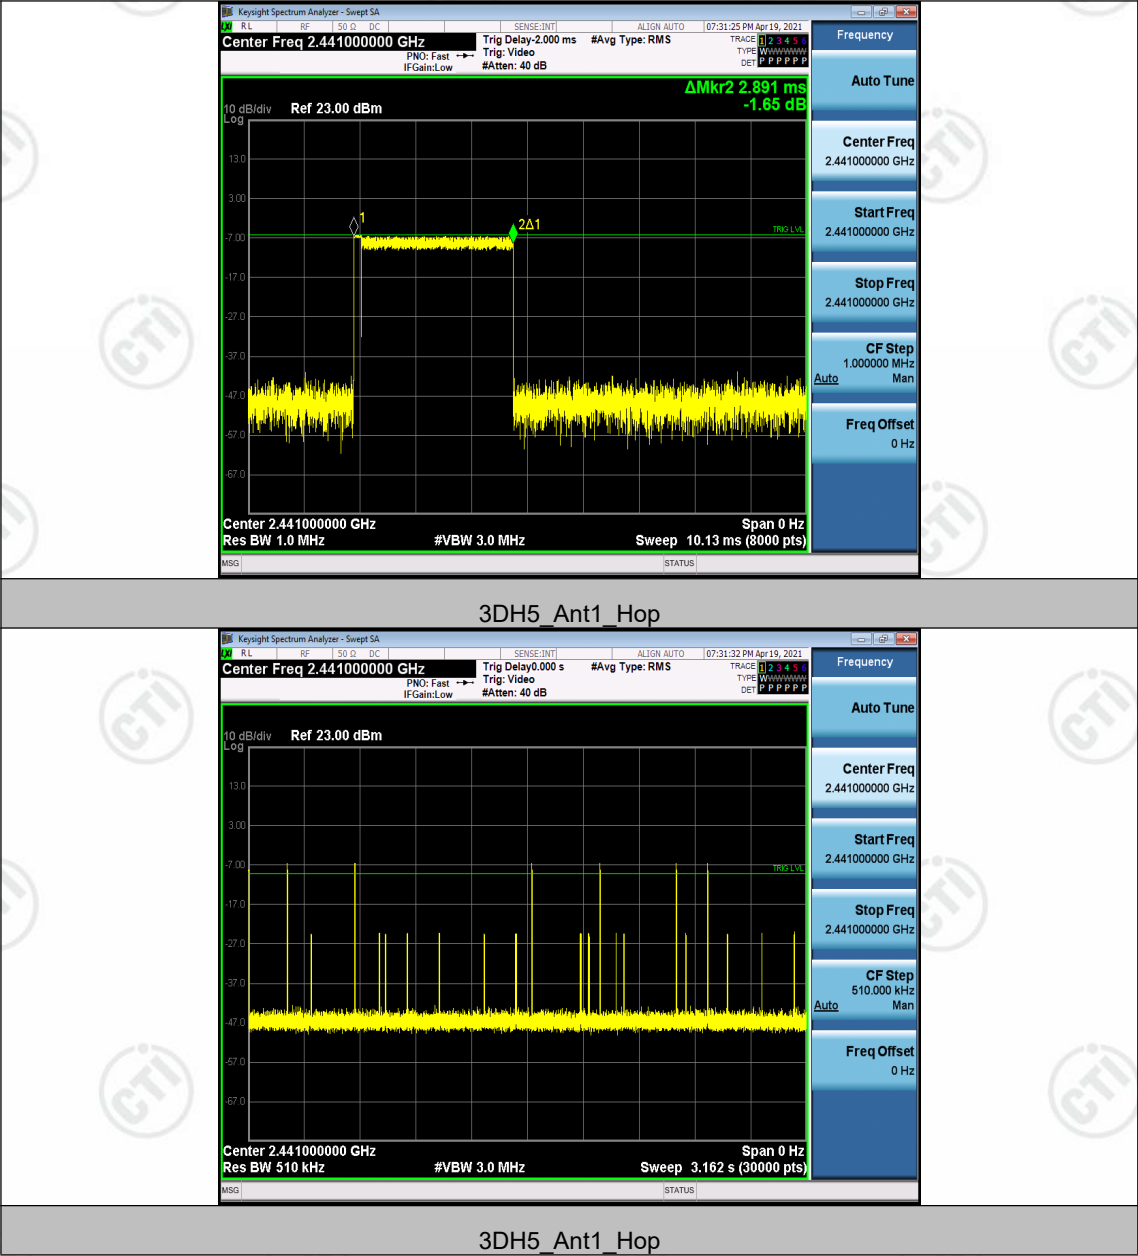 Keysight Spectrum Analyzer - Swept SA
LXI RL RF 50 Ω DC SENSE:INT ALIGN AUTO 07:31:25 PM Apr 19, 2021
Center Freq 2.441000000 GHz
PNO: Fast
IFGain:Low
Trig Delay-2.000 ms
Trig: Video
#Atten: 40 dB
#Avg Type: RMS
TRACE 1 2 3 4 5 6
TYPE WWWWWW
DET P P P P P P
ΔMkr2 2.891 ms
-1.65 dB
10 dB/div Ref 23.00 dBm
Log
13.0
3.00
-7.00
-17.0
-27.0
-37.0
-47.0
-57.0
-67.0
1
2Δ1
TRIG LVL
Center 2.441000000 GHz Span 0 Hz
Res BW 1.0 MHz #VBW 3.0 MHz Sweep 10.13 ms (8000 pts)
MSG STATUS
Frequency
Auto Tune
Center Freq
2.441000000 GHz
Start Freq
2.441000000 GHz
Stop Freq
2.441000000 GHz
CF Step
1.000000 MHz
Auto Man
Freq Offset
0 Hz
3DH5_Ant1_Hop
Keysight Spectrum Analyzer - Swept SA
LXI RL RF 50 Ω DC SENSE:INT ALIGN AUTO 07:31:32 PM Apr 19, 2021
Center Freq 2.441000000 GHz
PNO: Fast
IFGain:Low
Trig Delay0.000 s
Trig: Video
#Atten: 40 dB
#Avg Type: RMS
TRACE 1 2 3 4 5 6
TYPE WWWWWW
DET P P P P P P
10 dB/div Ref 23.00 dBm
Log
13.0
3.00
-7.00
-17.0
-27.0
-37.0
-47.0
-57.0
-67.0
TRIG LVL
Center 2.441000000 GHz Span 0 Hz
Res BW 510 kHz #VBW 3.0 MHz Sweep 3.162 s (30000 pts)
MSG STATUS
Frequency
Auto Tune
Center Freq
2.441000000 GHz
Start Freq
2.441000000 GHz
Stop Freq
2.441000000 GHz
CF Step
510.000 kHz
Auto Man
Freq Offset
0 Hz
3DH5_Ant1_Hop
CTI
CTI
CTI
CTI
CTI
CTI
CTI
CTI